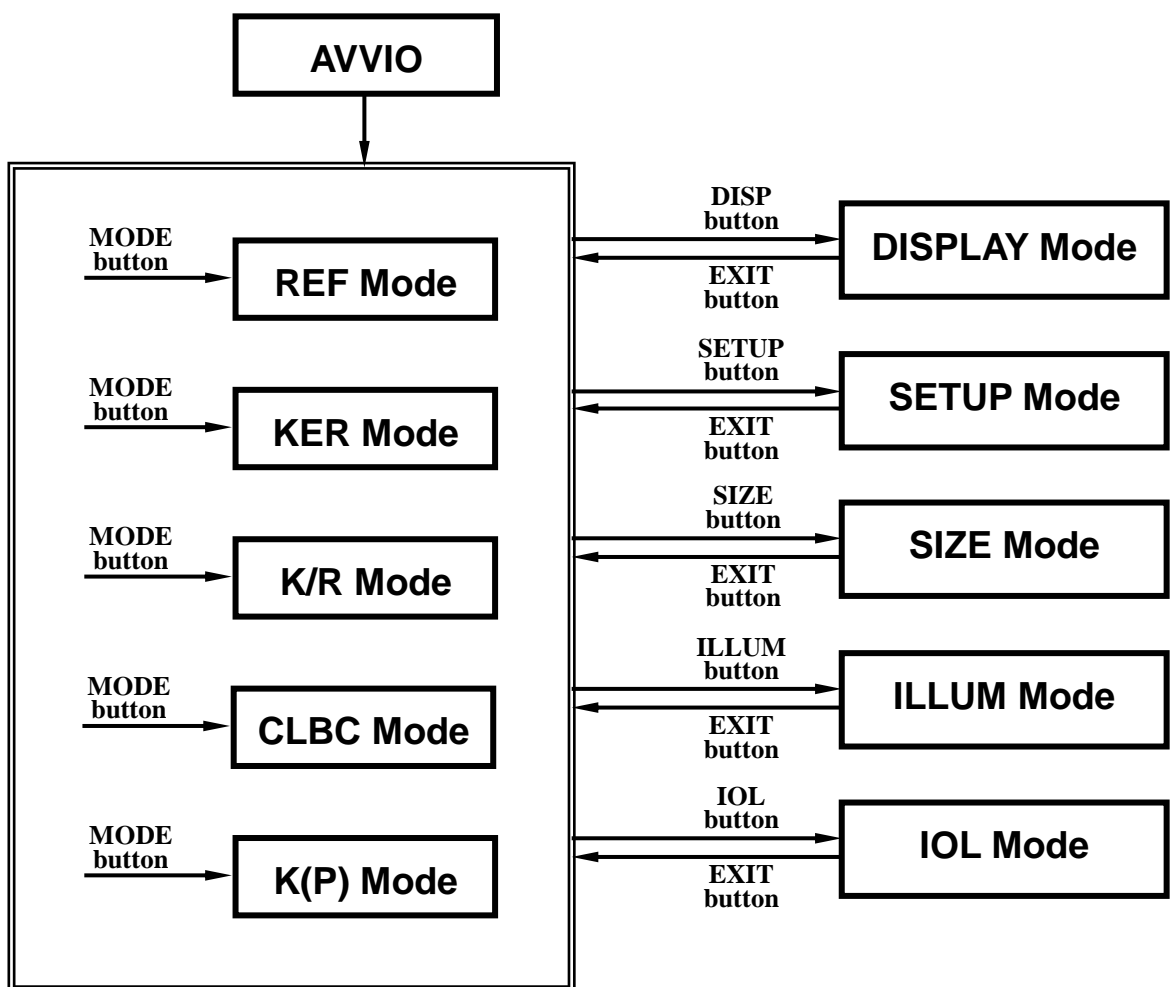 AVVIO
MODE
button
REF Mode
MODE
button
KER Mode
MODE
button
K/R Mode
MODE
button
CLBC Mode
MODE
button
K(P) Mode
DISP
button
EXIT
button
DISPLAY Mode
SETUP
button
EXIT
button
SETUP Mode
SIZE
button
EXIT
button
SIZE Mode
ILLUM
button
EXIT
button
ILLUM Mode
IOL
button
EXIT
button
IOL Mode